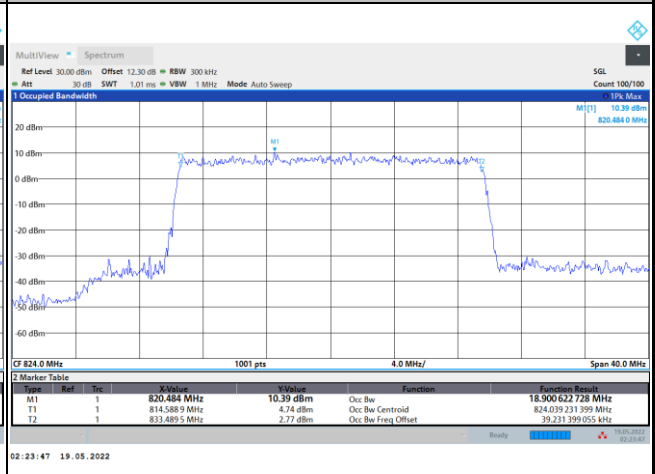 MultiView Spectrum
Ref Level 30.00 dBm Offset 12.30 dB RBW 300 kHz SGL
Att 30 dB SWT 1.01 ms VBW 1 MHz Mode Auto Sweep Count 100/100
1 Occupied Bandwidth 1Pk Max
M1[1] 10.39 dBm
820.484 0 MHz
20 dBm
M1
10 dBm
T1
T2
0 dBm
-10 dBm
-20 dBm
-30 dBm
-40 dBm
-50 dBm
-60 dBm
CF 824.0 MHz 1001 pts 4.0 MHz/ Span 40.0 MHz
2 Marker Table
Type Ref Trc X-Value Y-Value Function Function Result
M1 1 820.484 MHz 10.39 dBm Occ Bw 18.900 622 728 MHz
T1 1 814.588 9 MHz 4.74 dBm Occ Bw Centroid 824.039 231 399 MHz
T2 1 833.489 5 MHz 2.77 dBm Occ Bw Freq Offset 39.231 399 055 kHz
Ready 19.05.2022
02:23:47
02:23:47 19.05.2022